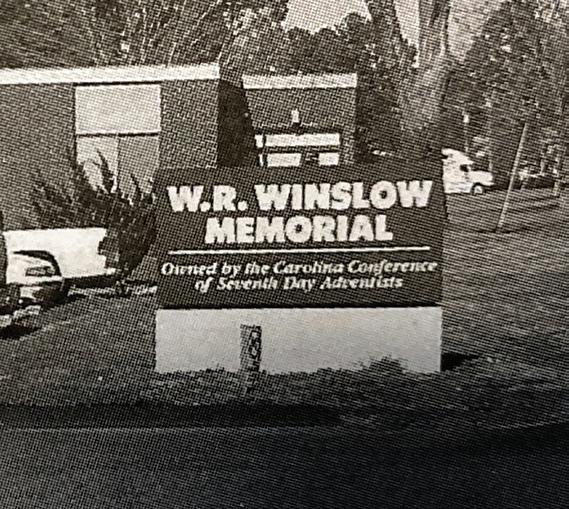 W.R. WINSLOW
MEMORIAL
Owned by the Carolina Conference
of Seventh Day Adventists